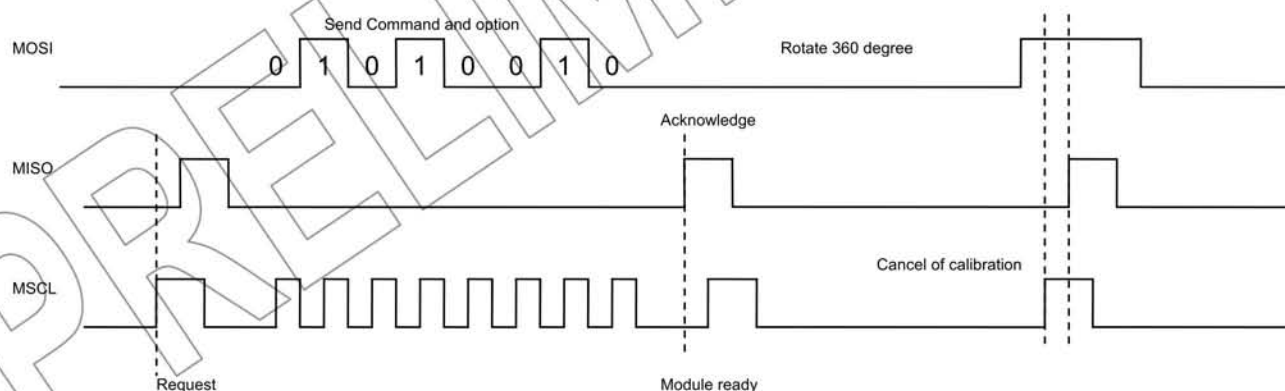 Send Command and option
MOSI
0 1 0 1 0 0 1 0
Rotate 360 degree
Acknowledge
MISO
Cancel of calibration
MSCL
Request
Module ready